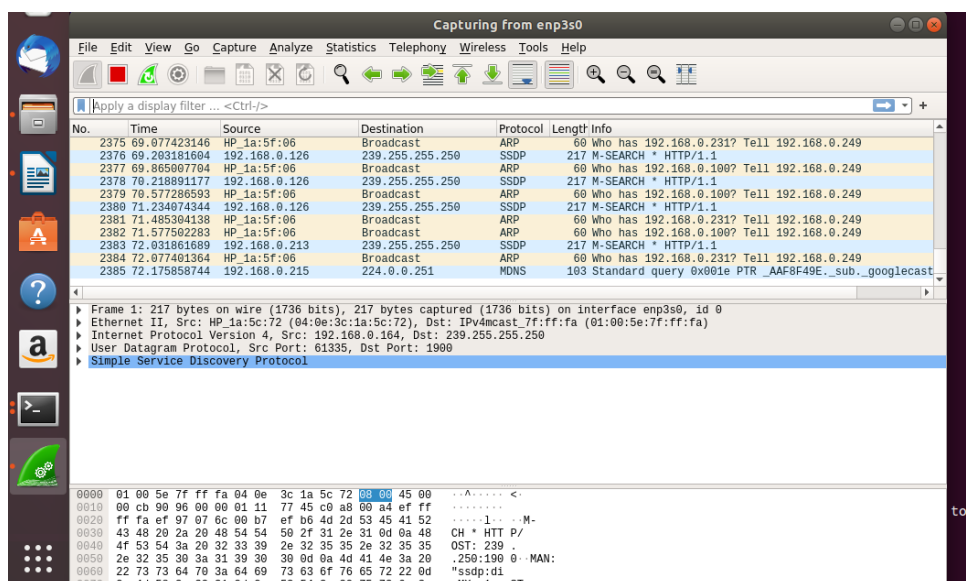 Capturing from enp3s0
File Edit View Go Capture Analyze Statistics Telephony Wireless Tools Help
Apply a display filter ... <Ctrl-/>
No. Time Source Destination Protocol Length Info
2375 69.077423146 HP_1a:5f:06 Broadcast ARP 60 Who has 192.168.0.231? Tell 192.168.0.249
2376 69.203181604 192.168.0.126 239.255.255.250 SSDP 217 M-SEARCH * HTTP/1.1
2377 69.865007704 HP_1a:5f:06 Broadcast ARP 60 Who has 192.168.0.100? Tell 192.168.0.249
2378 70.218891177 192.168.0.126 239.255.255.250 SSDP 217 M-SEARCH * HTTP/1.1
2379 70.577286593 HP_1a:5f:06 Broadcast ARP 60 Who has 192.168.0.100? Tell 192.168.0.249
2380 71.234074344 192.168.0.126 239.255.255.250 SSDP 217 M-SEARCH * HTTP/1.1
2381 71.485304138 HP_1a:5f:06 Broadcast ARP 60 Who has 192.168.0.231? Tell 192.168.0.249
2382 71.577502283 HP_1a:5f:06 Broadcast ARP 60 Who has 192.168.0.100? Tell 192.168.0.249
2383 72.031861689 192.168.0.213 239.255.255.250 SSDP 217 M-SEARCH * HTTP/1.1
2384 72.077401364 HP_1a:5f:06 Broadcast ARP 60 Who has 192.168.0.231? Tell 192.168.0.249
2385 72.175858744 192.168.0.215 224.0.0.251 MDNS 103 Standard query 0x001e PTR _AAF8F49E._sub._googlecast
Frame 1: 217 bytes on wire (1736 bits), 217 bytes captured (1736 bits) on interface enp3s0, id 0
Ethernet II, Src: HP_1a:5c:72 (04:0e:3c:1a:5c:72), Dst: IPv4mcast_7f:ff:fa (01:00:5e:7f:ff:fa)
Internet Protocol Version 4, Src: 192.168.0.164, Dst: 239.255.255.250
User Datagram Protocol, Src Port: 61335, Dst Port: 1900
Simple Service Discovery Protocol
0000 01 00 5e 7f ff fa 04 0e 3c 1a 5c 72 08 00 45 00 ··^····· <·
0010 00 cb 90 96 00 00 01 11 77 45 c0 a8 00 a4 ef ff ········
0020 ff fa ef 97 07 6c 00 b7 ef b6 4d 2d 53 45 41 52 ·····l·· ··M-
0030 43 48 20 2a 20 48 54 54 50 2f 31 2e 31 0d 0a 48 CH * HTT P/
0040 4f 53 54 3a 20 32 33 39 2e 32 35 35 2e 32 35 35 OST: 239 .
0050 2e 32 35 30 3a 31 39 30 30 0d 0a 4d 41 4e 3a 20 .250:190 0··MAN:
0060 22 73 73 64 70 3a 64 69 73 63 6f 76 65 72 22 0d "ssdp:di
to